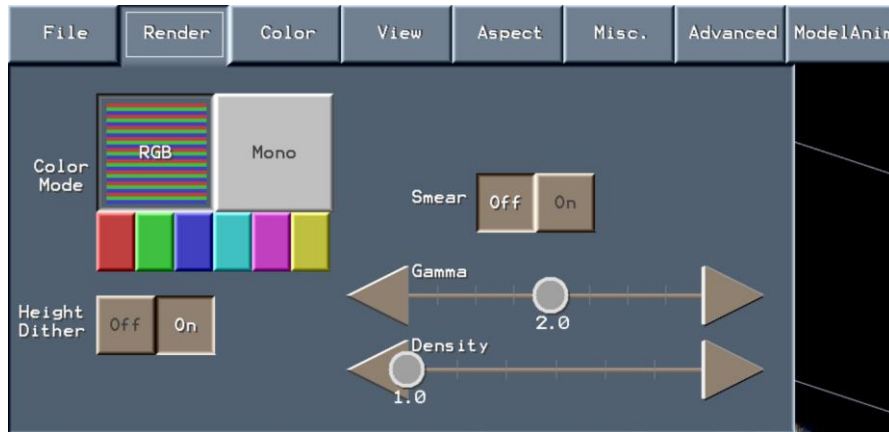 File Render Color View Aspect Misc. Advanced ModelAnim
RGB Mono
Color
Mode
Smear Off On
Gamma
2.0
Height
Dither
Off On
Density
1.0